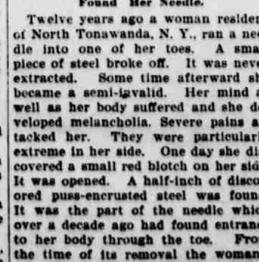 Found Her Needle.
Twelve years ago a woman residen
of North Tonawanda, N. Y., ran a nee
dle into one of her toes. A sma
piece of steel broke off. It was neve
extracted. Some time afterward sh
became a semi-invalid. Her mind a
well as her body suffered and she de
veloped melancholia. Severe pains a
tacked her. They were particularl
extreme in her side. One day she dis
covered a small red blotch on her sid
It was opened. A half-inch of disco
ored puss-encrusted steel was foun
It was the part of the needle whic
over a decade ago had found entranc
to her body through the toe. Fro
the time of its removal the woman